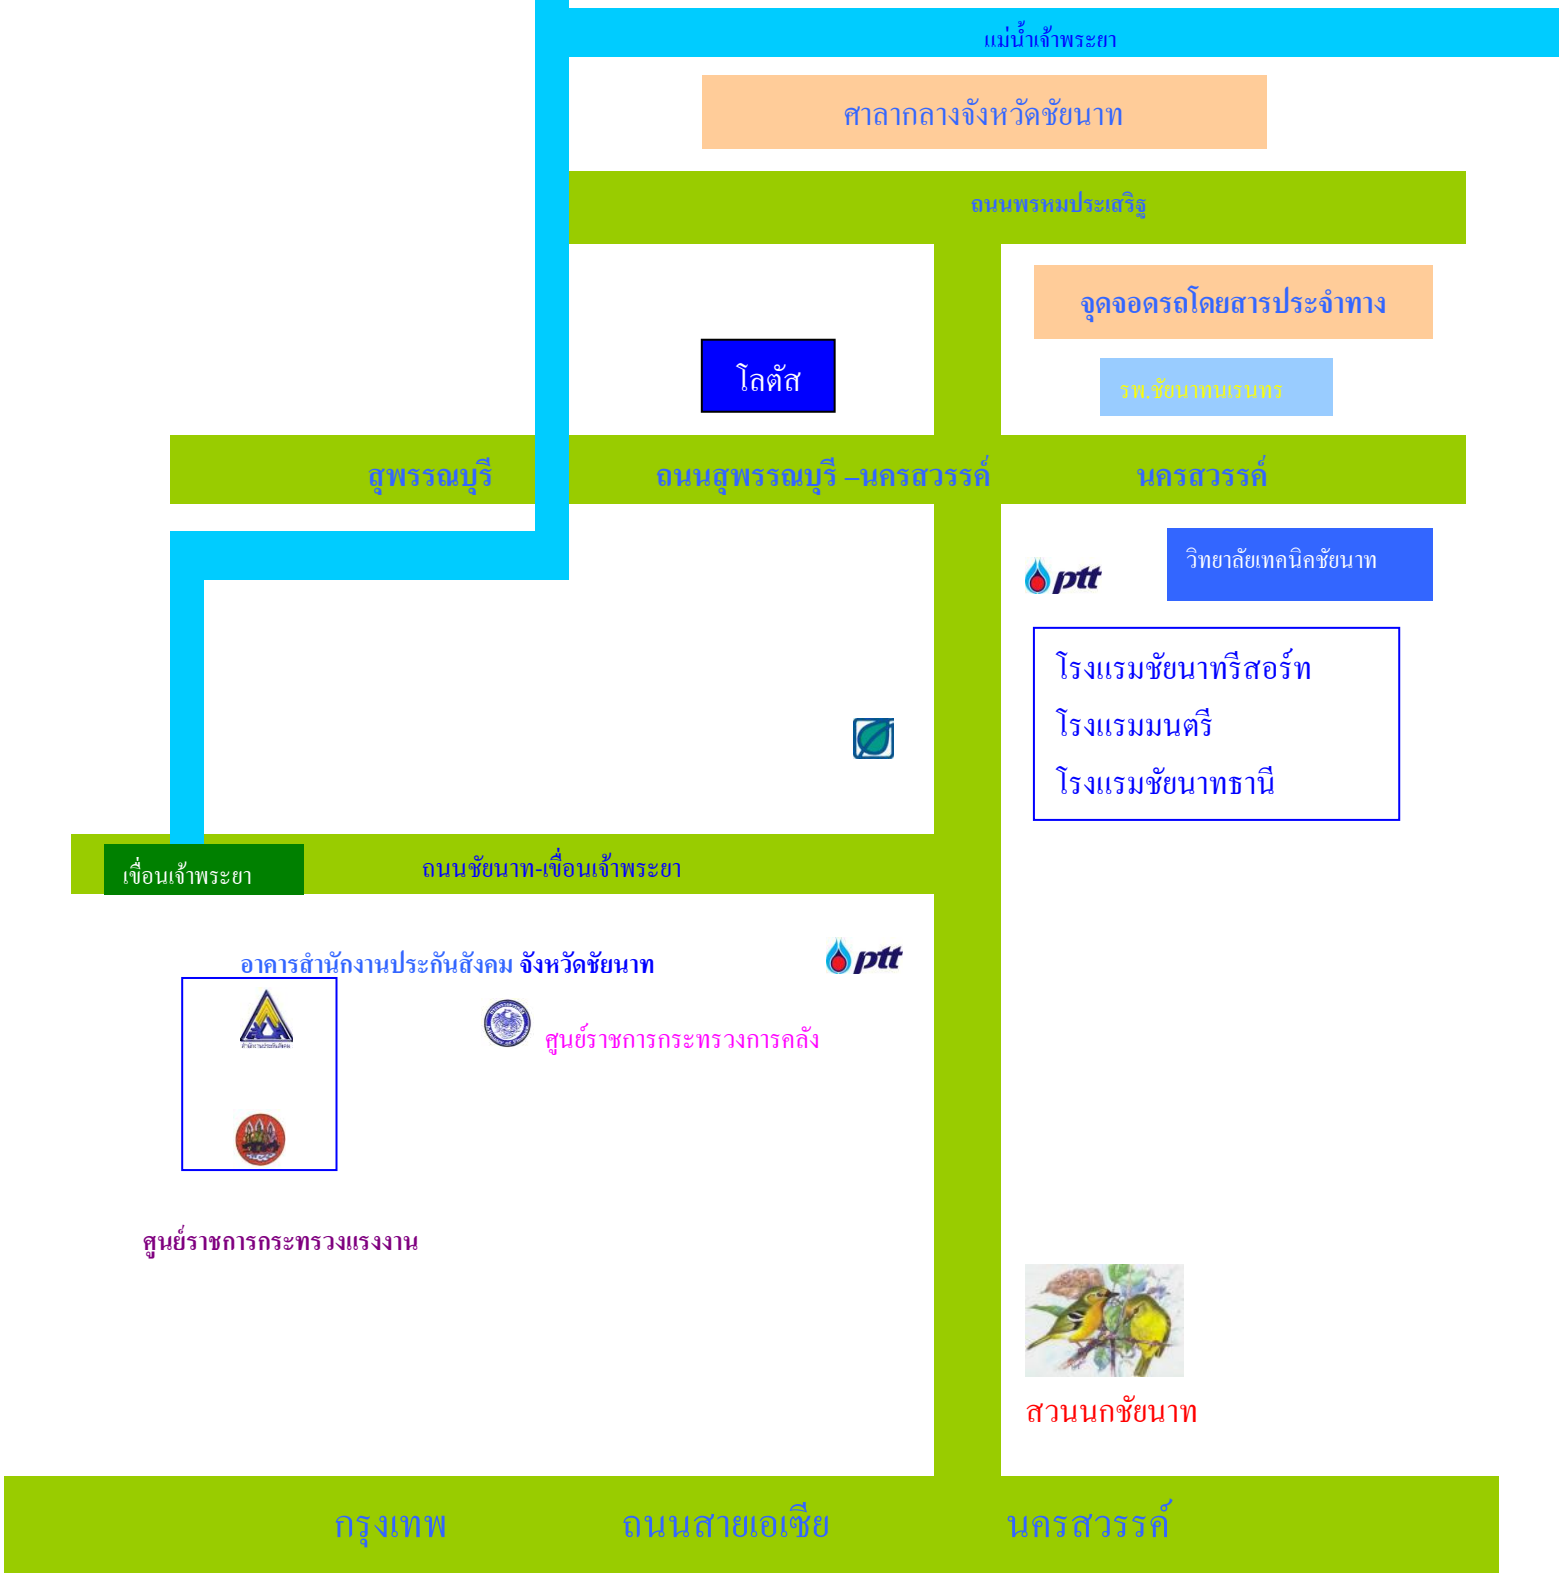 แม่น้ำเจ้าพระยา
ศาลากลางจังหวัดชัยนาท
ถนนพรหมประเสริฐ
จุดจอดรถโดยสารประจำทาง
โลตัส
รพ.ชัยนาทนเรนทร
สุพรรณบุรี ถนนสุพรรณบุรี –นครสวรรค์ นครสวรรค์
วิทยาลัยเทคนิคชัยนาท
ptt
โรงแรมชัยนาทรีสอร์ท
โรงแรมมนตรี
โรงแรมชัยนาทธานี
เขื่อนเจ้าพระยา ถนนชัยนาท-เขื่อนเจ้าพระยา
อาคารสำนักงานประกันสังคม จังหวัดชัยนาท
ptt
ศูนย์ราชการกระทรวงการคลัง
สำนักงานประกันสังคม
ศูนย์ราชการกระทรวงแรงงาน
สวนนกชัยนาท
กรุงเทพ ถนนสายเอเซีย นครสวรรค์